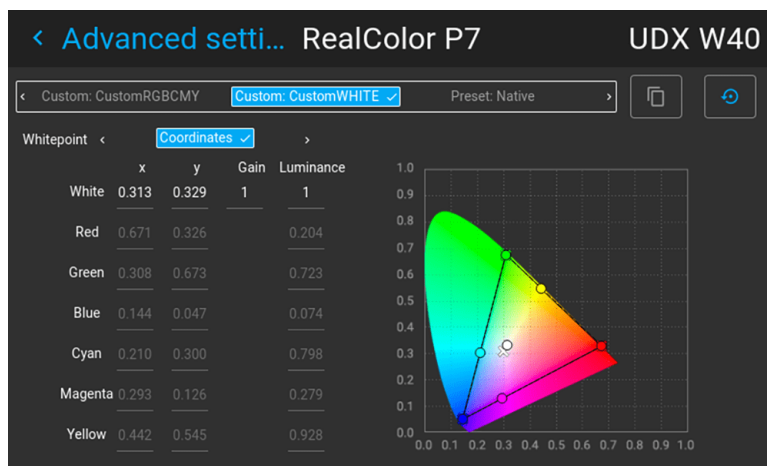 ‹ Advanced setti... RealColor P7 UDX W40
‹ Custom: CustomRGBCMY Custom: CustomWHITE ✓ Preset: Native ›
Whitepoint ‹ Coordinates ✓ ›
x y Gain Luminance
White 0.313 0.329 1 1
Red 0.671 0.326 0.204
Green 0.308 0.673 0.723
Blue 0.144 0.047 0.074
Cyan 0.210 0.300 0.798
Magenta 0.293 0.126 0.279
Yellow 0.442 0.545 0.928
1.0
0.9
0.8
0.7
0.6
0.5
0.4
0.3
0.2
0.1
0.0
0.0 0.1 0.2 0.3 0.4 0.5 0.6 0.7 0.8 0.9 1.0